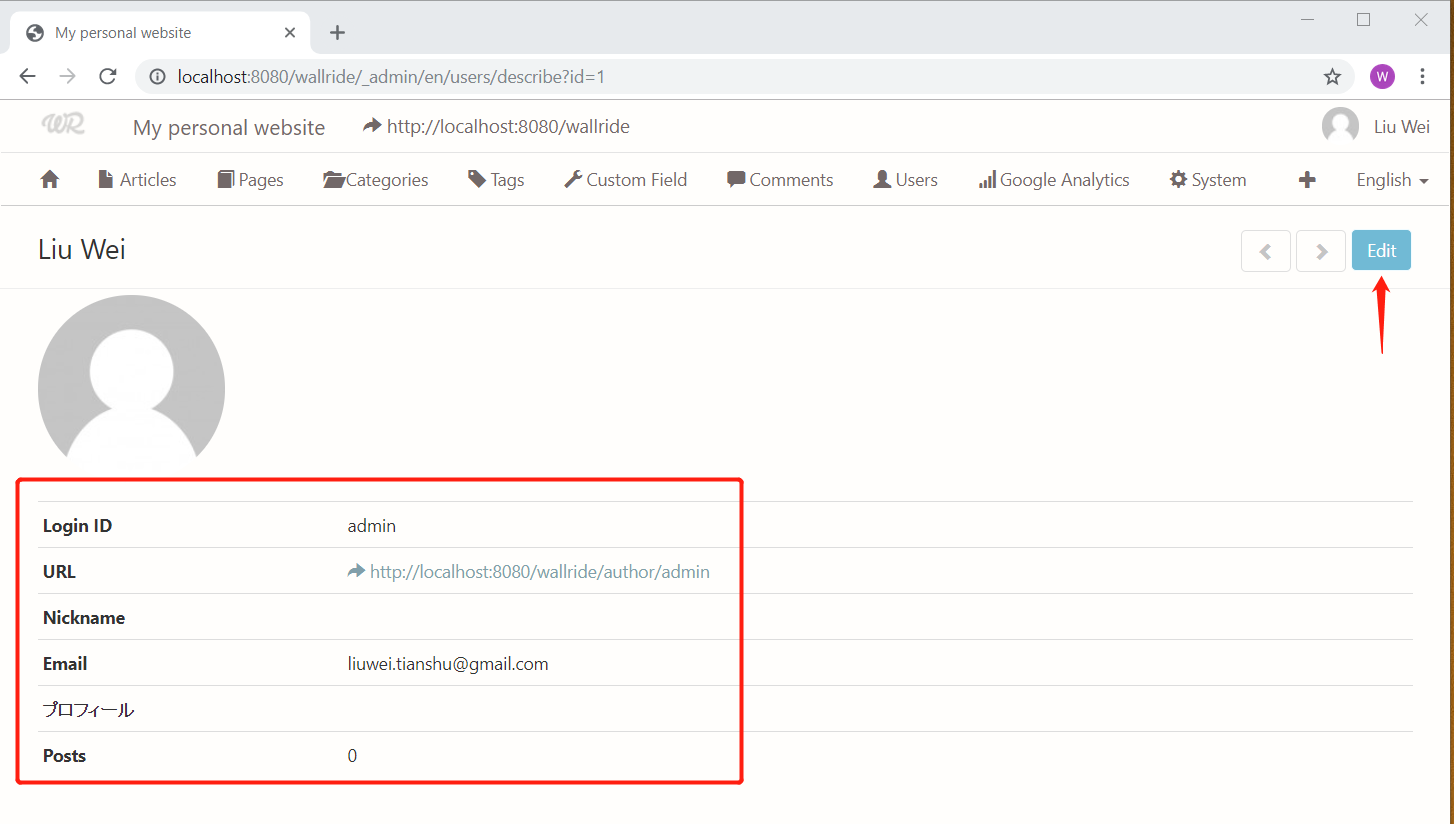 My personal website
localhost:8080/wallride/_admin/en/users/describe?id=1
W
WR My personal website http://localhost:8080/wallride Liu Wei
Articles Pages Categories Tags Custom Field Comments Users Google Analytics System English
Liu Wei
Edit
Login ID admin
URL http://localhost:8080/wallride/author/admin
Nickname
Email liuwei.tianshu@gmail.com
プロフィール
Posts 0